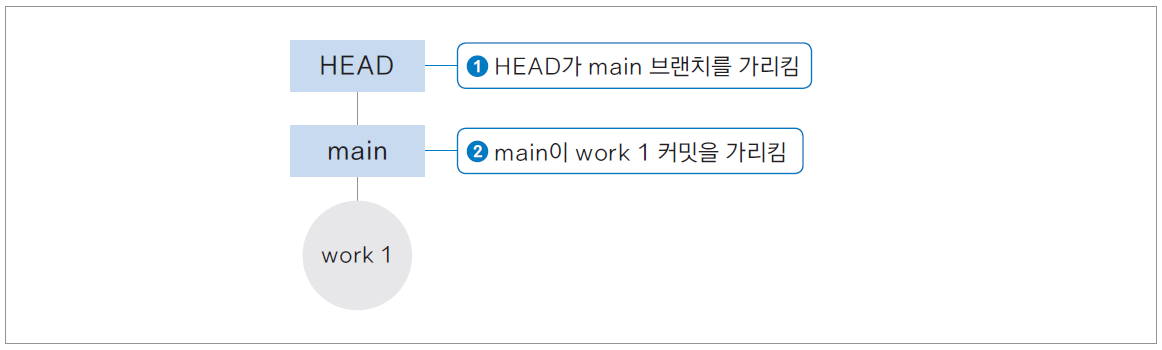 HEAD
❶ HEAD가 main 브랜치를 가리킴
main
❷ main이 work 1 커밋을 가리킴
work 1